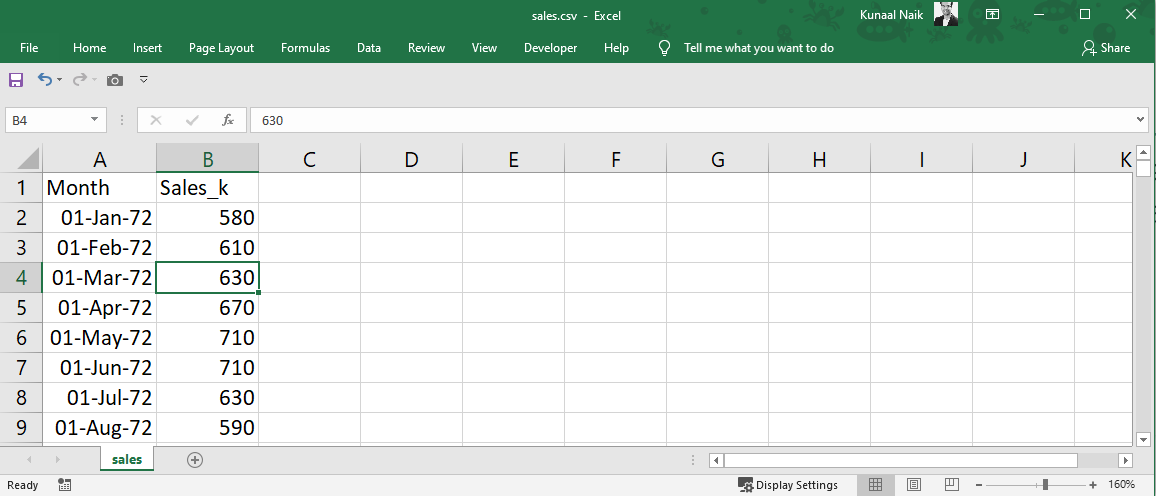 sales.csv - Excel
Kunaal Naik
File Home Insert Page Layout Formulas Data Review View Developer Help Tell me what you want to do Share
B4 fx 630
A B C D E F G H I J K
1 Month Sales_k
2 01-Jan-72 580
3 01-Feb-72 610
4 01-Mar-72 630
5 01-Apr-72 670
6 01-May-72 710
7 01-Jun-72 710
8 01-Jul-72 630
9 01-Aug-72 590
sales
Ready Display Settings 160%